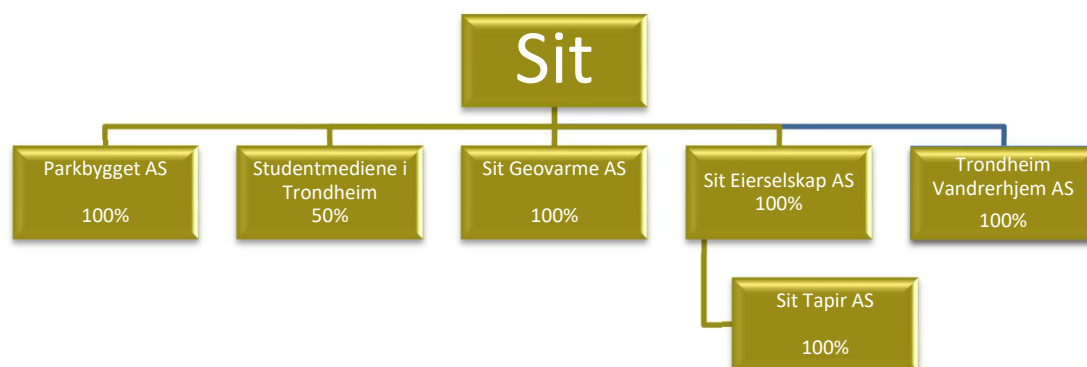 Sit
Parkbygget AS
100%
Studentmediene i
Trondheim
50%
Sit Geovarme AS
100%
Sit Eierselskap AS
100%
Trondheim
Vandrerhjem AS
100%
Sit Tapir AS
100%